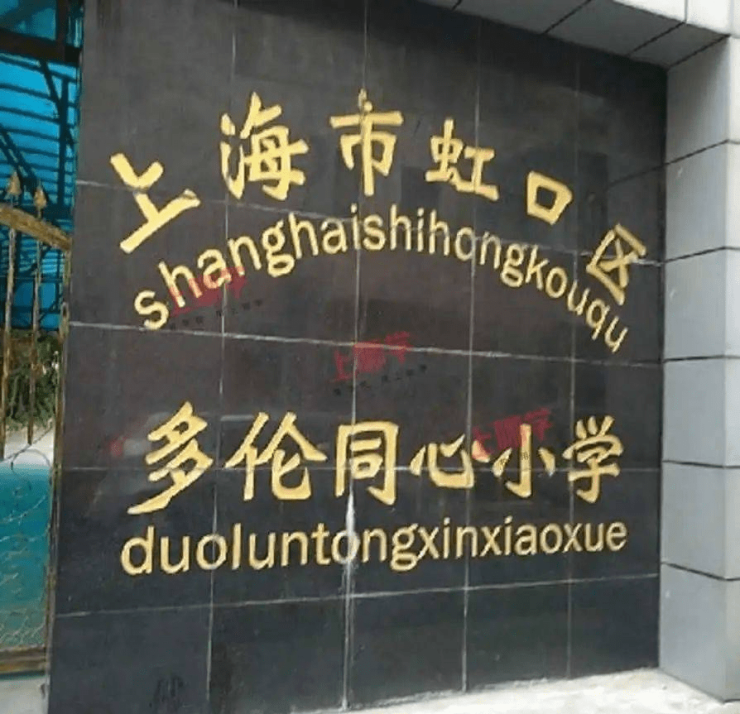 上海市虹口区
shanghaishihongkouqu
多伦同心小学
duoluntongxinxiaoxue